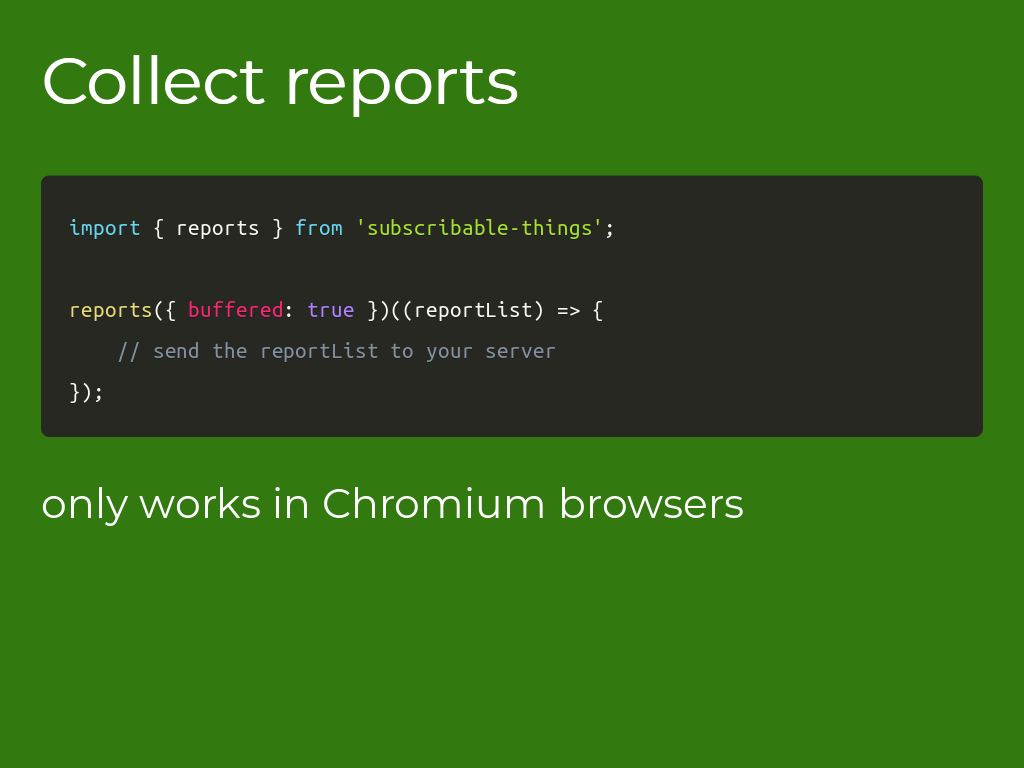 Collect reports
import { reports } from 'subscribable-things';
reports({ buffered: true })((reportList) => {
    // send the reportList to your server
});
only works in Chromium browsers